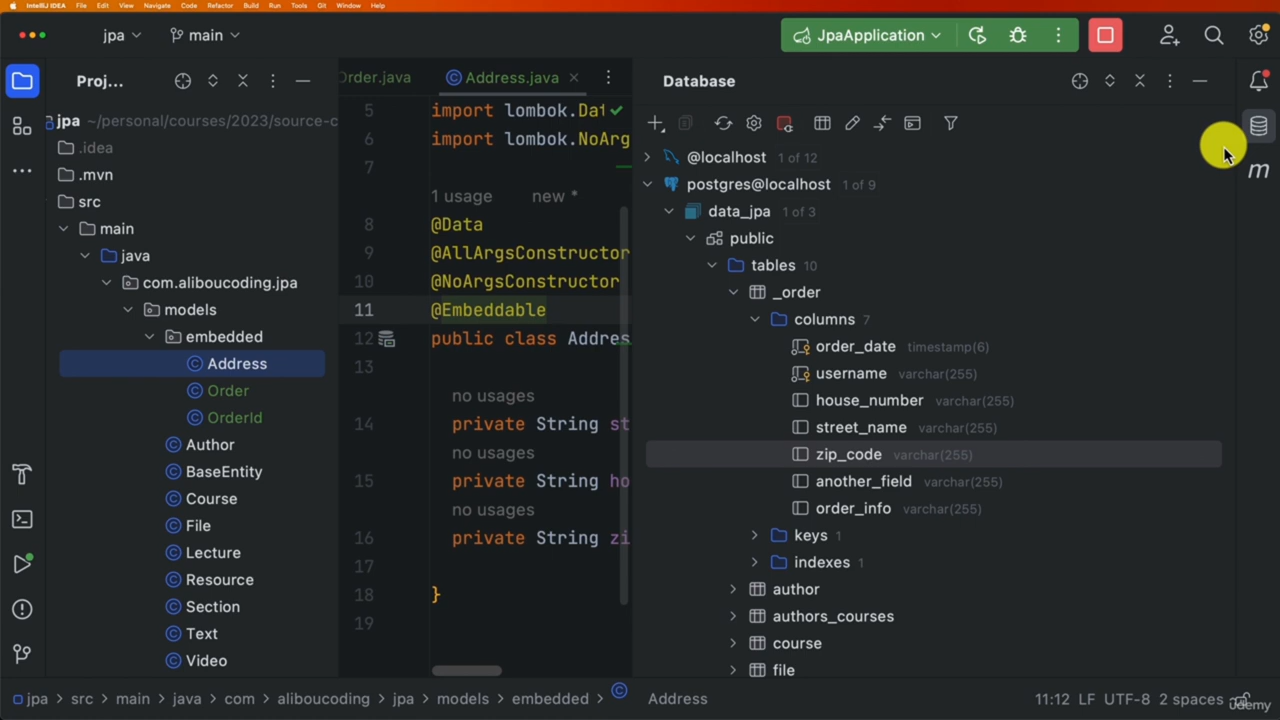 IntelliJ IDEA File Edit View Navigate Code Refactor Build Run Tools Git Window Help
jpa main JpaApplication
Proj...
Order.java Address.java
Database
jpa ~/personal/courses/2023/source-c
.idea
.mvn
src
main
java
com.aliboucoding.jpa
models
embedded
Address
Order
OrderId
Author
BaseEntity
Course
File
Lecture
Resource
Section
Text
Video
5 import lombok.Dat
6 import lombok.NoArg
7
1 usage new *
8 @Data
9 @AllArgsConstructor
10 @NoArgsConstructor
11 @Embeddable
12 public class Addres
13
no usages
14 private String st
no usages
15 private String ho
no usages
16 private String zi
17
18 }
19
@localhost 1 of 12
postgres@localhost 1 of 9
data_jpa 1 of 3
public
tables 10
_order
columns 7
order_date timestamp(6)
username varchar(255)
house_number varchar(255)
street_name varchar(255)
zip_code varchar(255)
another_field varchar(255)
order_info varchar(255)
keys 1
indexes 1
author
authors_courses
course
file
m
jpa > src > main > java > com > aliboucoding > jpa > models > embedded > Address
11:12 LF UTF-8 2 spaces
udemy